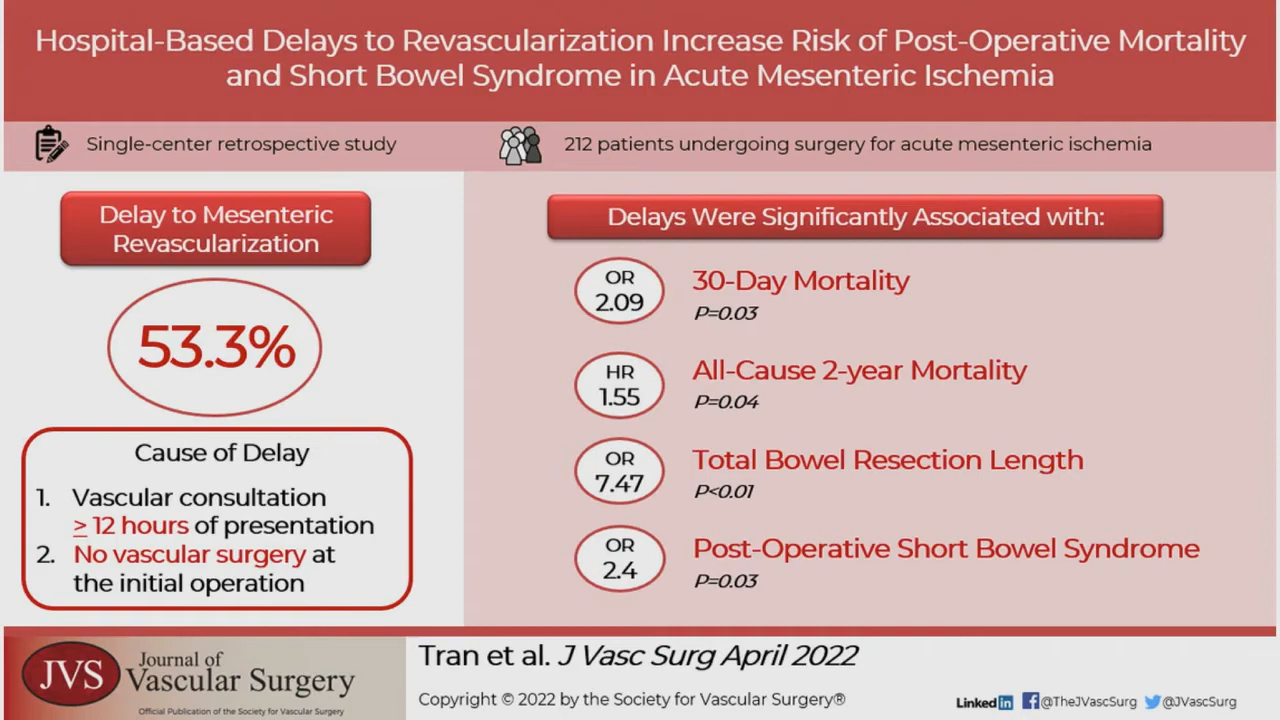 Hospital-Based Delays to Revascularization Increase Risk of Post-Operative Mortality
and Short Bowel Syndrome in Acute Mesenteric Ischemia
Single-center retrospective study
212 patients undergoing surgery for acute mesenteric ischemia
Delay to Mesenteric
Revascularization
53.3%
Cause of Delay
1. Vascular consultation
≥ 12 hours of presentation
2. No vascular surgery at
the initial operation
Delays Were Significantly Associated with:
OR
2.09
30-Day Mortality
P=0.03
HR
1.55
All-Cause 2-year Mortality
P=0.04
OR
7.47
Total Bowel Resection Length
P<0.01
OR
2.4
Post-Operative Short Bowel Syndrome
P=0.03
JVS
Journal of
Vascular Surgery
Official Publication of the Society for Vascular Surgery
Tran et al. J Vasc Surg April 2022
Copyright © 2022 by the Society for Vascular Surgery®
Linked in @TheJVascSurg @JVascSurg